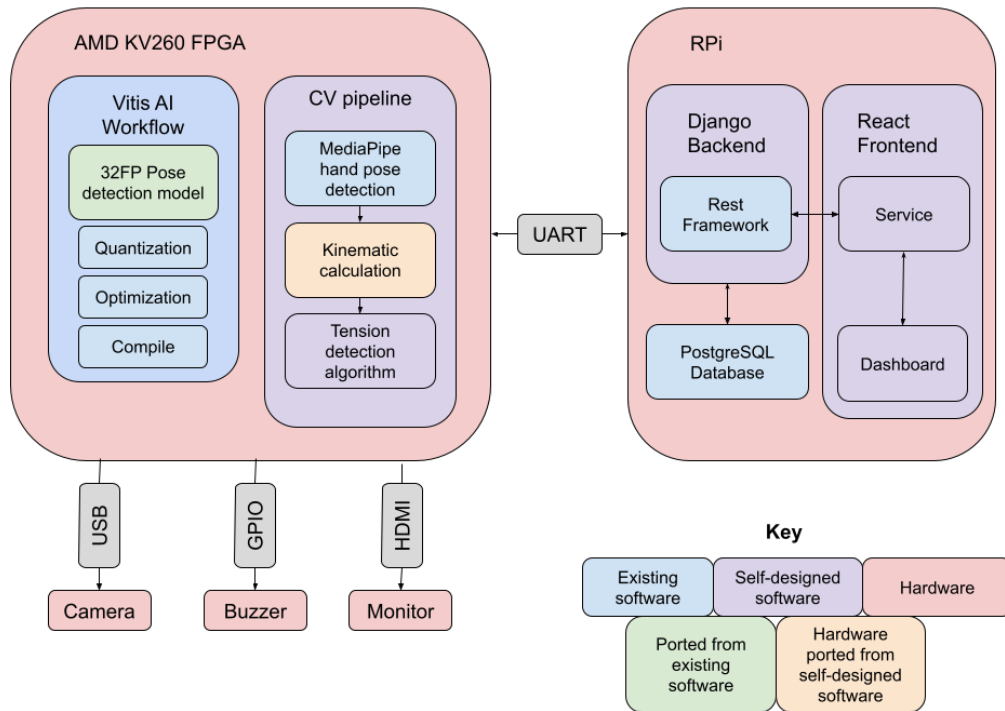 AMD KV260 FPGA
Vitis AI
Workflow
32FP Pose
detection model
Quantization
Optimization
Compile
CV pipeline
MediaPipe
hand pose
detection
Kinematic
calculation
Tension
detection
algorithm
UART
RPi
Django
Backend
Rest
Framework
PostgreSQL
Database
React
Frontend
Service
Dashboard
USB
GPIO
HDMI
Camera
Buzzer
Monitor
Key
Existing
software
Self-designed
software
Hardware
Ported from
existing
software
Hardware
ported from
self-designed
software